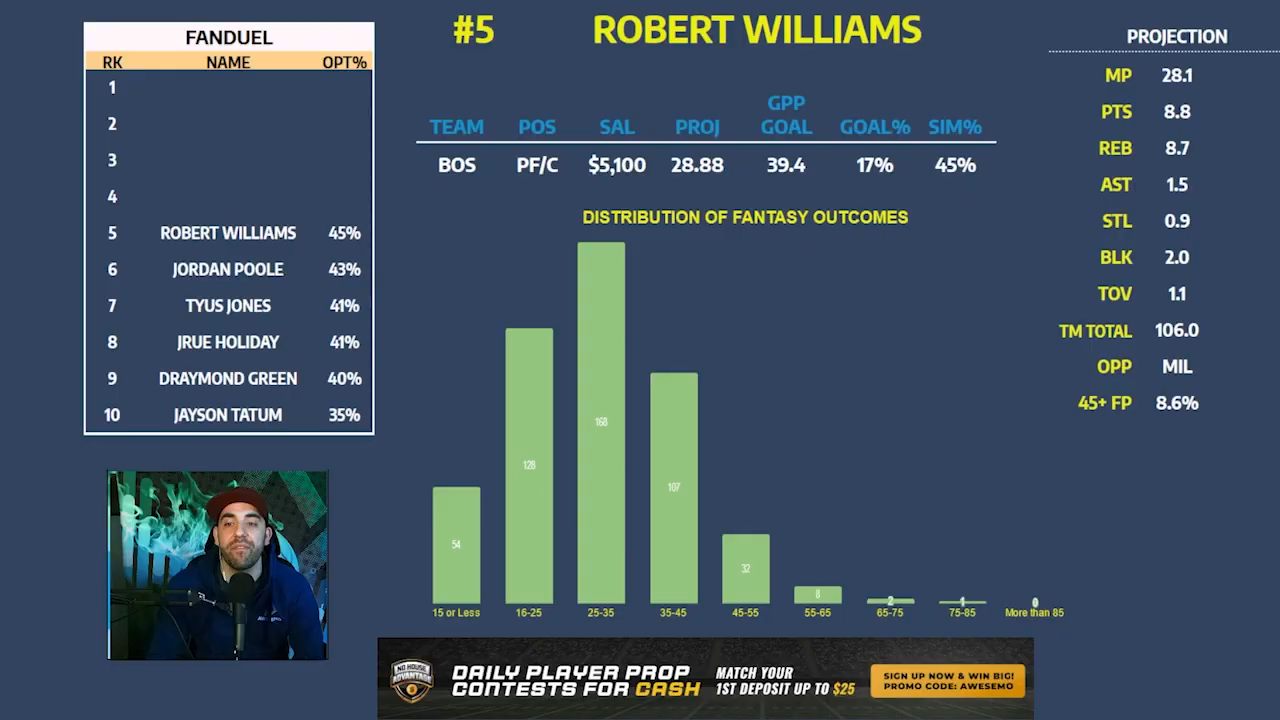 FANDUEL
RK NAME OPT%
1
2
3
4
5 ROBERT WILLIAMS 45%
6 JORDAN POOLE 43%
7 TYUS JONES 41%
8 JRUE HOLIDAY 41%
9 DRAYMOND GREEN 40%
10 JAYSON TATUM 35%
#5 ROBERT WILLIAMS
TEAM POS SAL PROJ GPP GOAL GOAL% SIM%
BOS PF/C $5,100 28.88 39.4 17% 45%
DISTRIBUTION OF FANTASY OUTCOMES
54 128 168 107 32 8 2 1 0
15 or Less 16-25 25-35 35-45 45-55 55-65 65-75 75-85 More than 85
PROJECTION
MP 28.1
PTS 8.8
REB 8.7
AST 1.5
STL 0.9
BLK 2.0
TOV 1.1
TM TOTAL 106.0
OPP MIL
45+ FP 8.6%
NO HOUSE
ADVANTAGE
DAILY PLAYER PROP
CONTESTS FOR CASH
MATCH YOUR
1ST DEPOSIT UP TO $25
SIGN UP NOW & WIN BIG!
PROMO CODE: AWESEMO